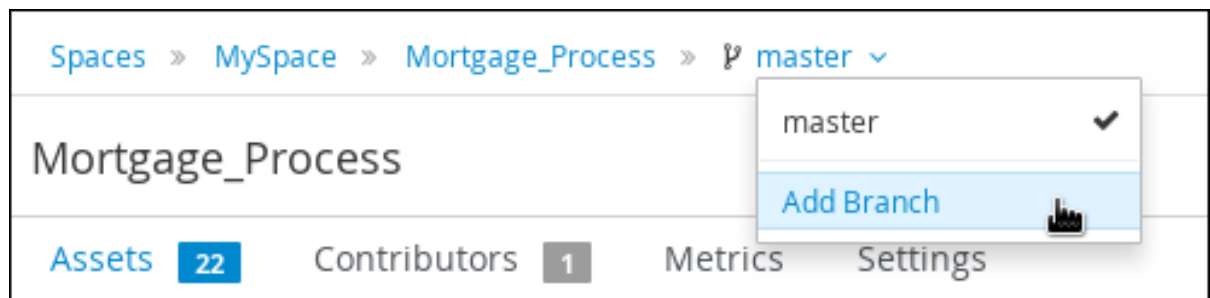 Spaces » MySpace » Mortgage_Process » master
master
Mortgage_Process
Add Branch
Assets 22 Contributors 1 Metrics Settings